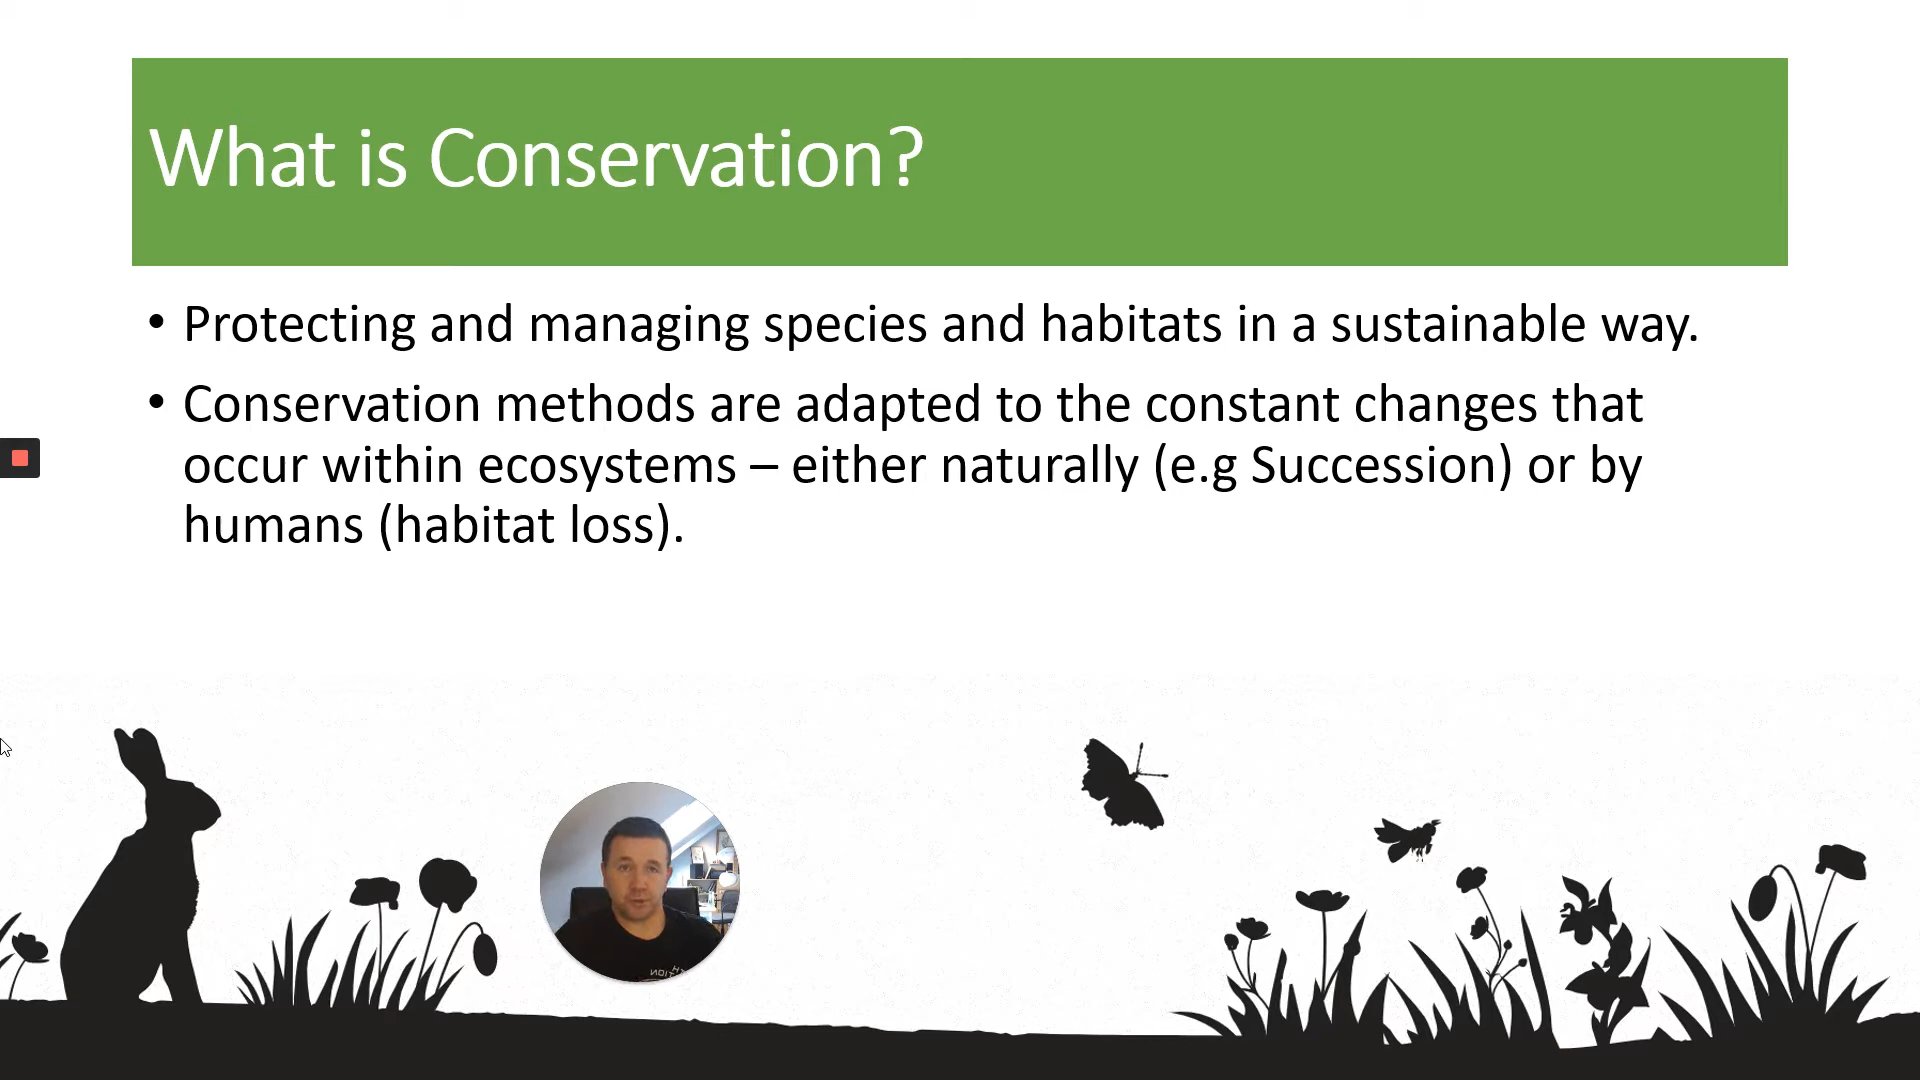 What is Conservation?
• Protecting and managing species and habitats in a sustainable way.
• Conservation methods are adapted to the constant changes that
occur within ecosystems – either naturally (e.g Succession) or by
humans (habitat loss).